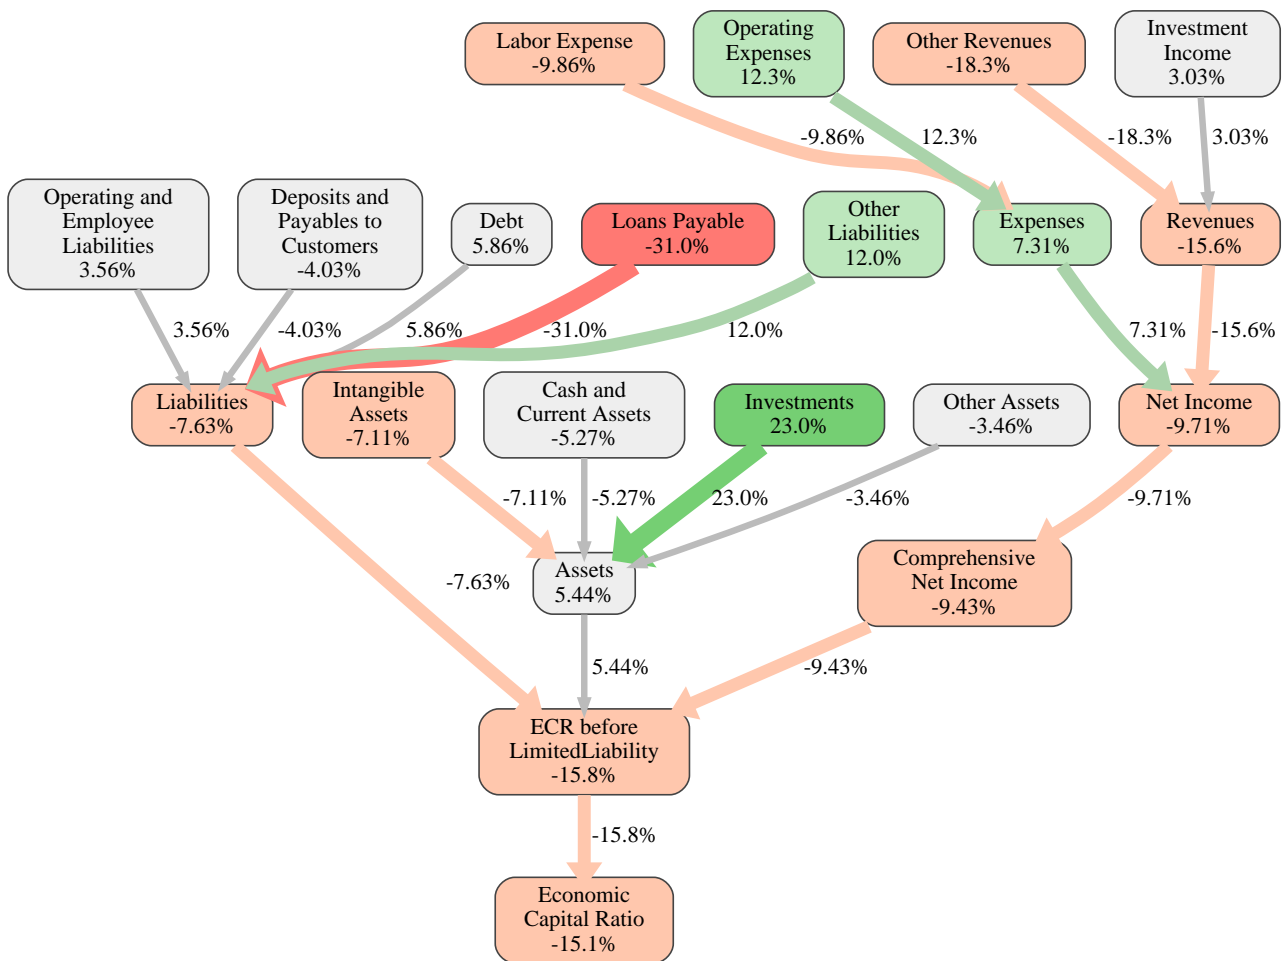 Labor Expense
-9.86%
Operating
Expenses
12.3%
Other Revenues
-18.3%
Investment
Income
3.03%
-9.86%
12.3%
-18.3%
3.03%
Operating and
Employee
Liabilities
3.56%
Deposits and
Payables to
Customers
-4.03%
Debt
5.86%
Loans Payable
-31.0%
Other
Liabilities
12.0%
Expenses
7.31%
Revenues
-15.6%
3.56%
-4.03%
5.86%
-31.0%
12.0%
7.31%
-15.6%
Liabilities
-7.63%
Intangible
Assets
-7.11%
Cash and
Current Assets
-5.27%
Investments
23.0%
Other Assets
-3.46%
Net Income
-9.71%
-7.11%
-5.27%
23.0%
-3.46%
-9.71%
-7.63%
Assets
5.44%
Comprehensive
Net Income
-9.43%
5.44%
-9.43%
ECR before
LimitedLiability
-15.8%
-15.8%
Economic
Capital Ratio
-15.1%